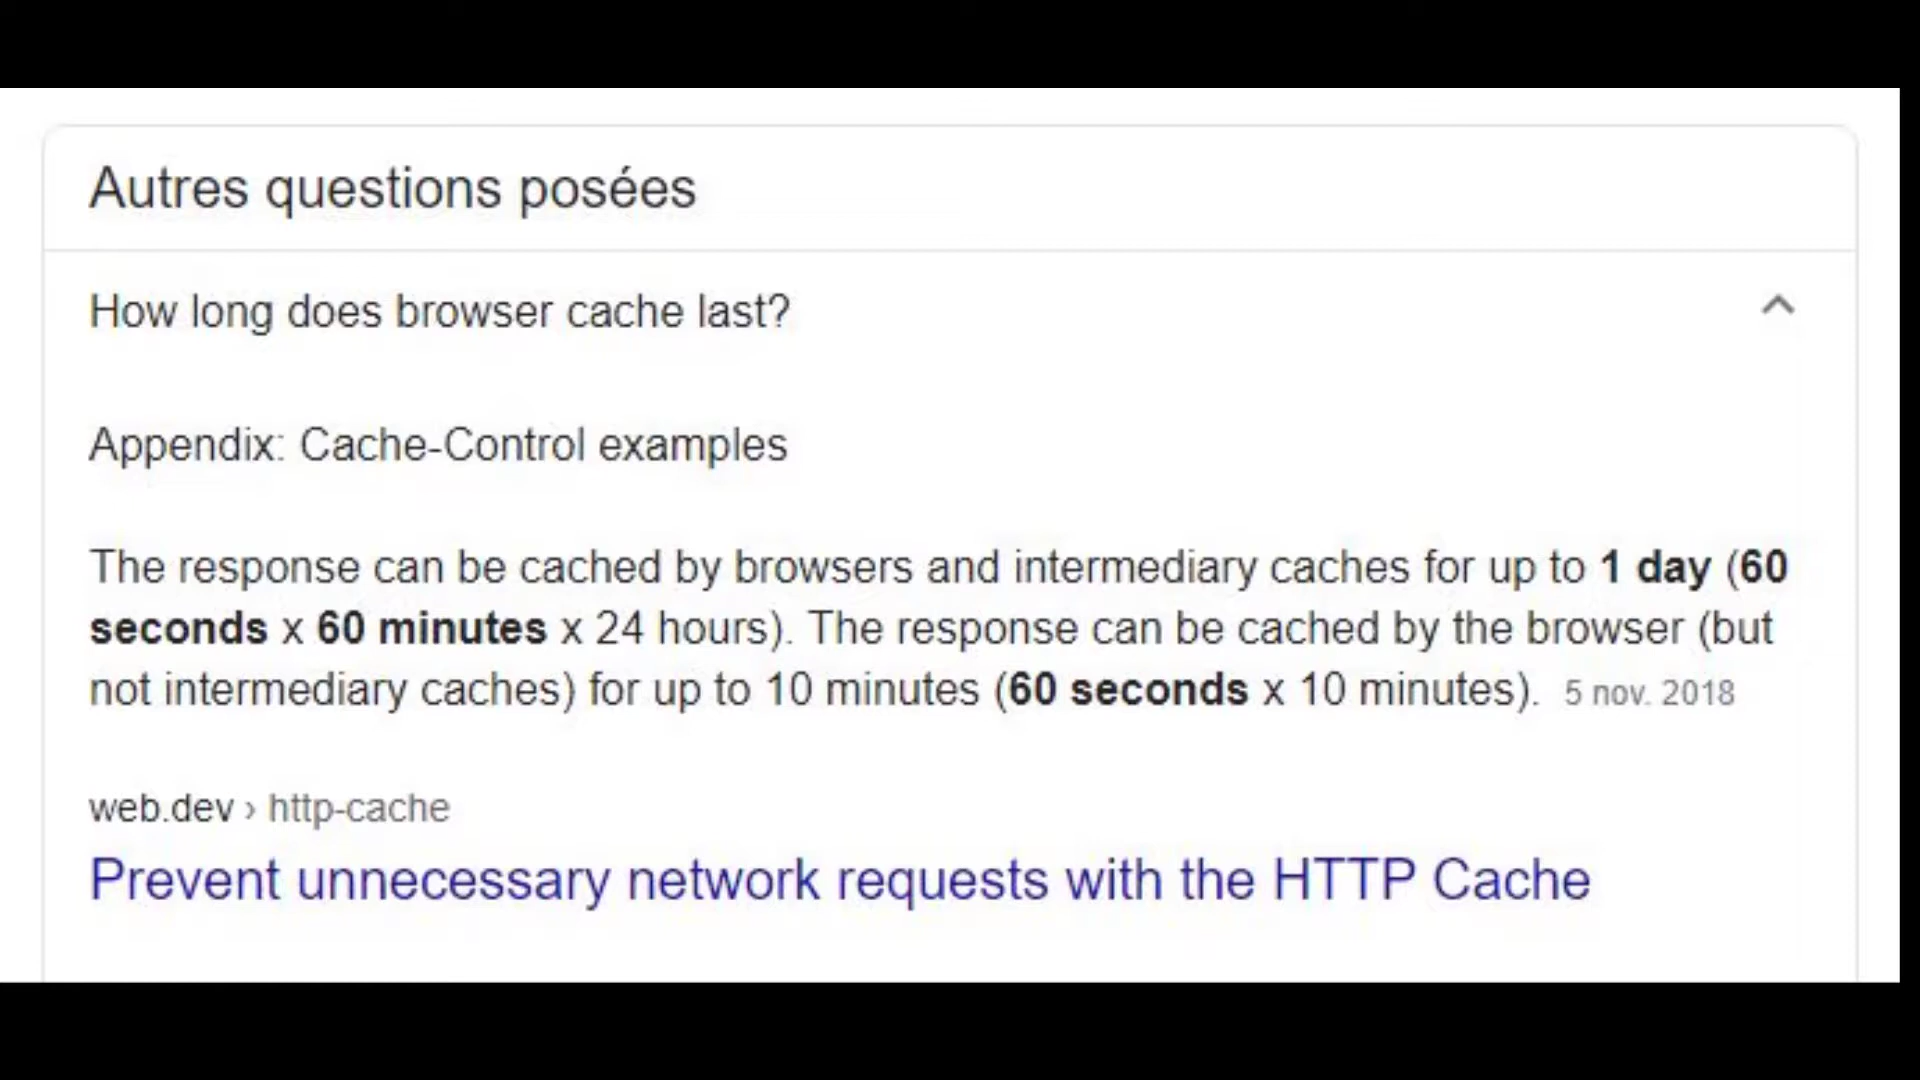 Autres questions posées
How long does browser cache last?
Appendix: Cache-Control examples
The response can be cached by browsers and intermediary caches for up to 1 day (60
seconds x 60 minutes x 24 hours). The response can be cached by the browser (but
not intermediary caches) for up to 10 minutes (60 seconds x 10 minutes). 5 nov. 2018
web.dev › http-cache
Prevent unnecessary network requests with the HTTP Cache